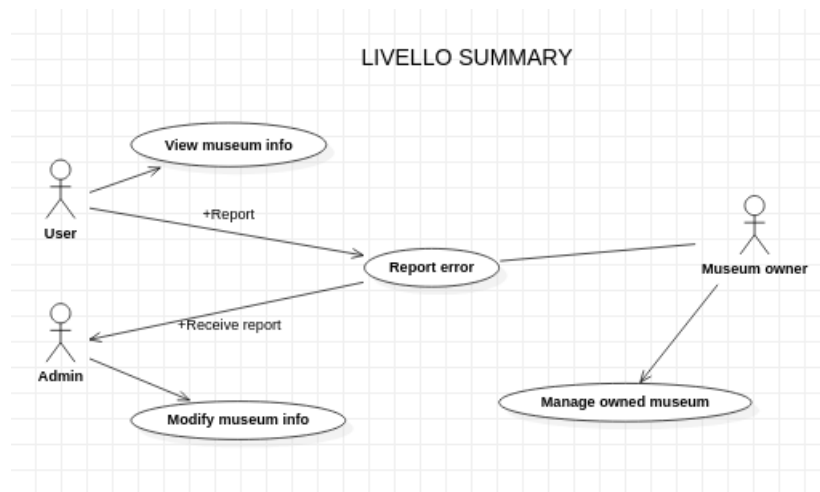 LIVELLO SUMMARY
View museum info
User
+Report
Report error
Museum owner
+Receive report
Admin
Modify museum info
Manage owned museum